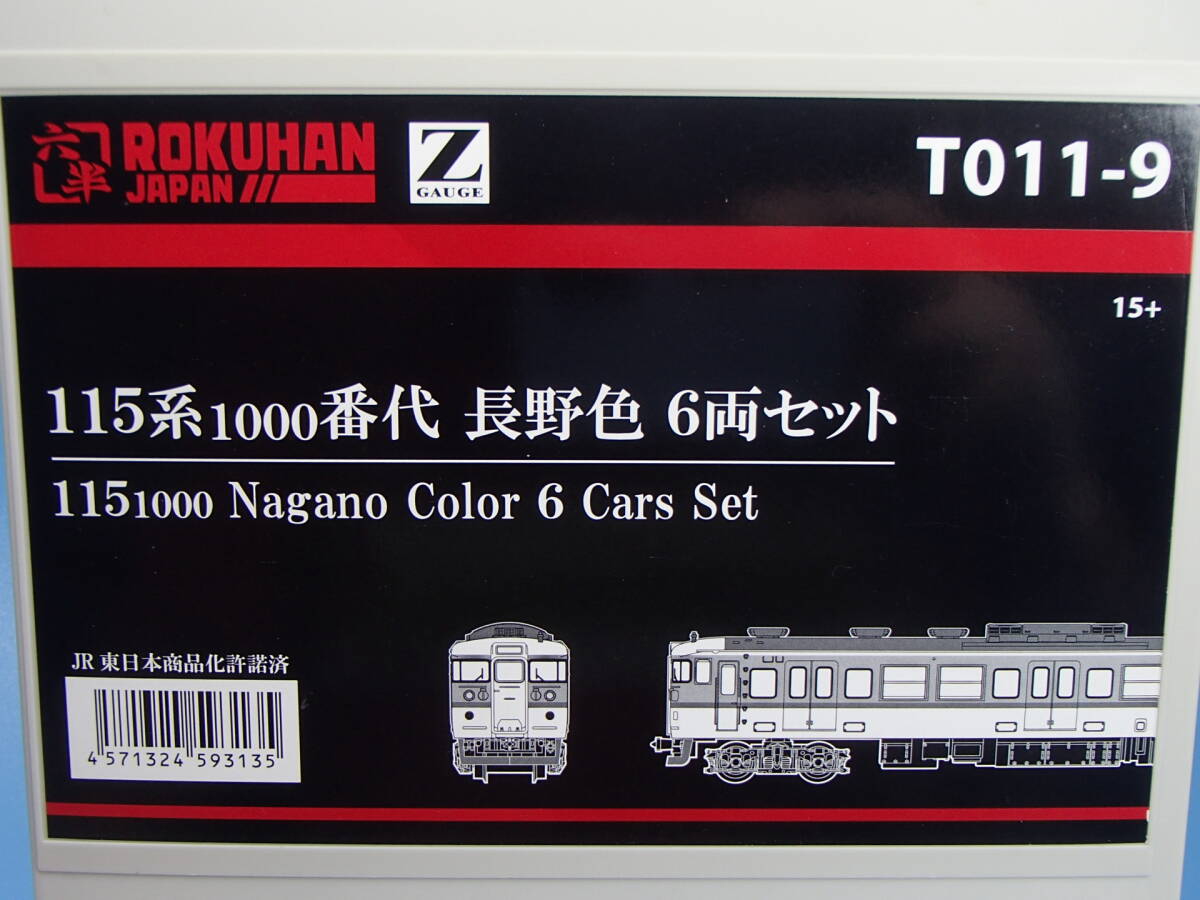 六半
ROKUHAN
JAPAN
Z
GAUGE
T011-9
15+
115系1000番代 長野色 6両セット
1151000 Nagano Color 6 Cars Set
JR東日本商品化許諾済
4 571324 593135